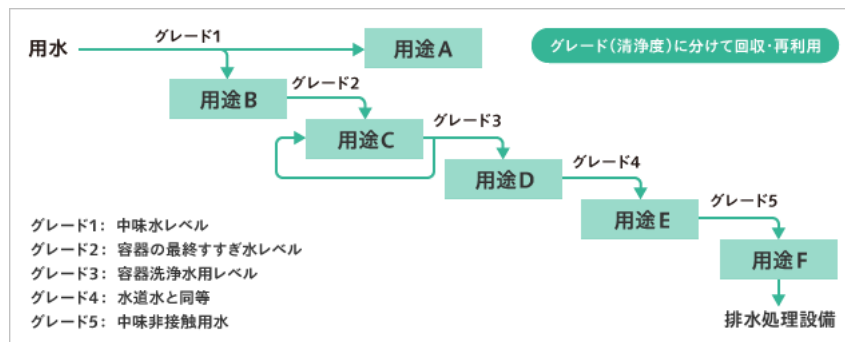 用水
グレード1
用途A
グレード(清浄度)に分けて回収・再利用
用途B
グレード2
用途C
グレード3
用途D
グレード4
用途E
グレード5
用途F
排水処理設備
グレード1: 中味水レベル
グレード2: 容器の最終すすぎ水レベル
グレード3: 容器洗浄水用レベル
グレード4: 水道水と同等
グレード5: 中味非接触用水